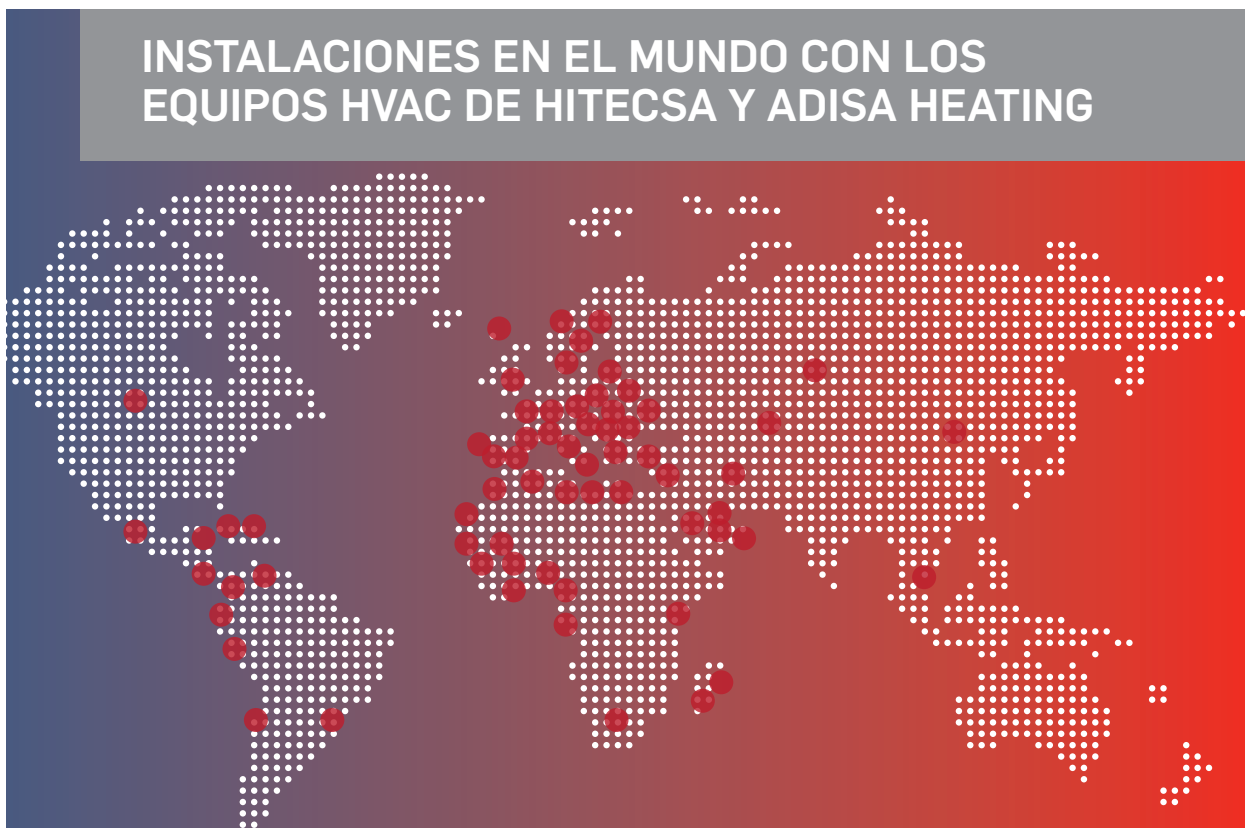 INSTALACIONES EN EL MUNDO CON LOS
EQUIPOS HVAC DE HITECSA Y ADISA HEATING